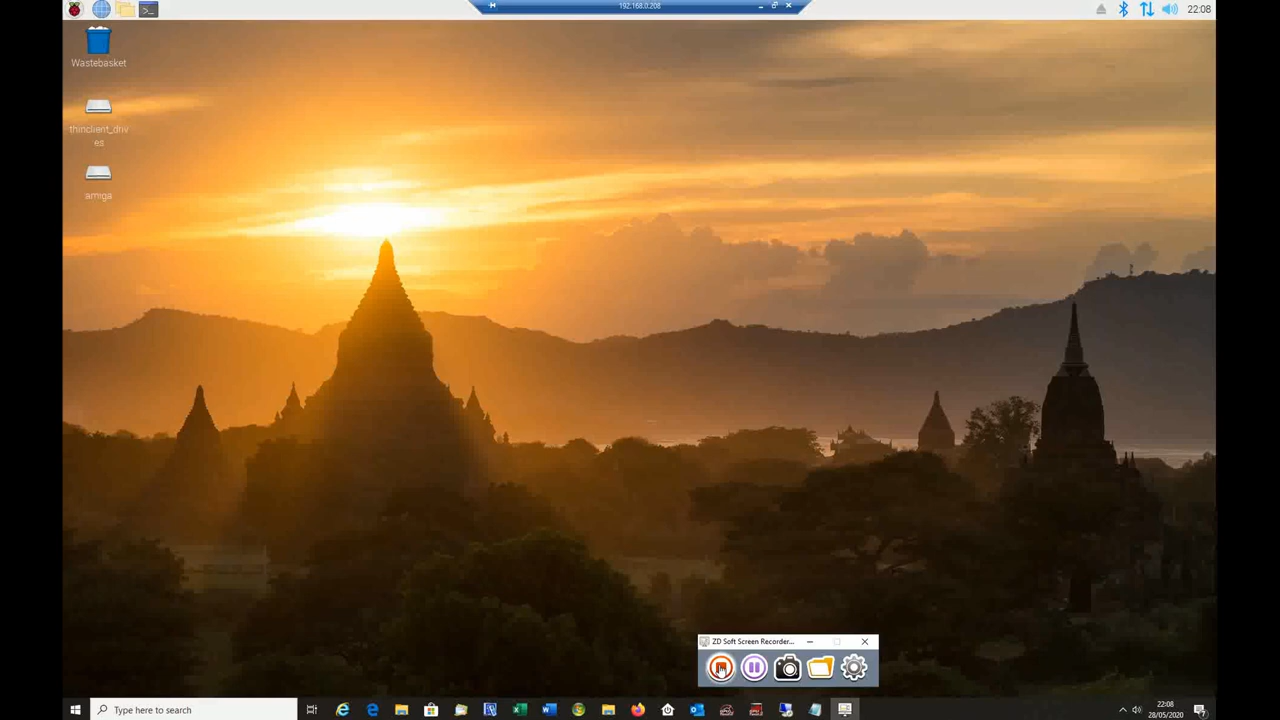 192.168.0.208
22:08
Wastebasket
thinclient_driv
es
amiga
ZD Soft Screen Recorder...
Type here to search
22:08
28/05/2020